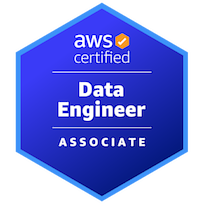 aws
certified
Data
Engineer
ASSOCIATE